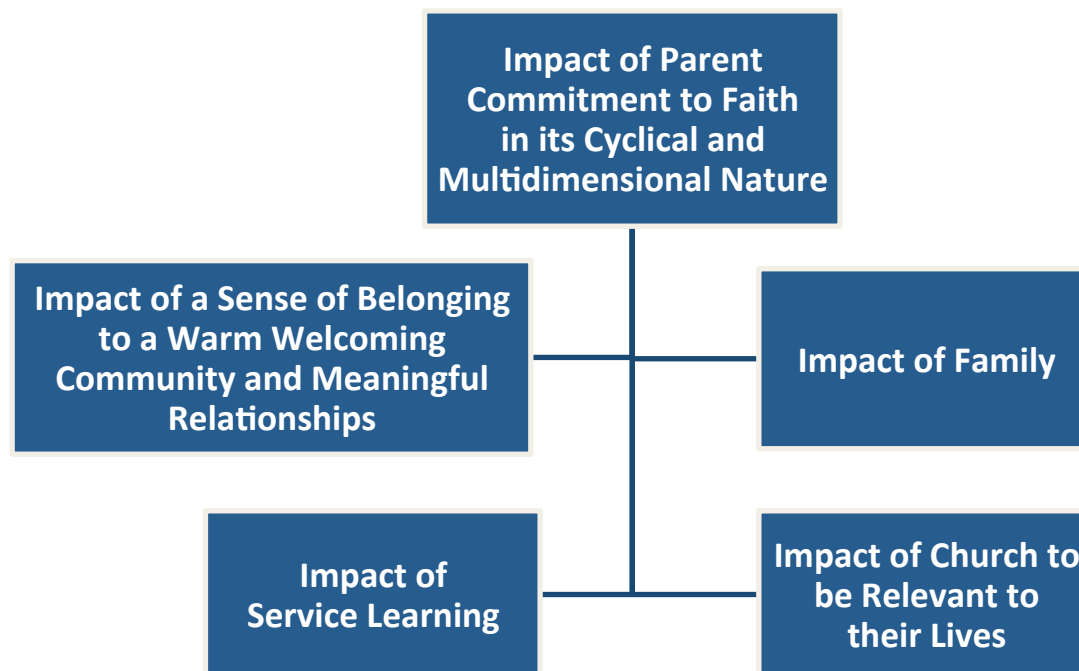 Impact of Parent
Commitment to Faith
in its Cyclical and
Multidimensional Nature
Impact of a Sense of Belonging
to a Warm Welcoming
Community and Meaningful
Relationships
Impact of Family
Impact of
Service Learning
Impact of Church to
be Relevant to
their Lives